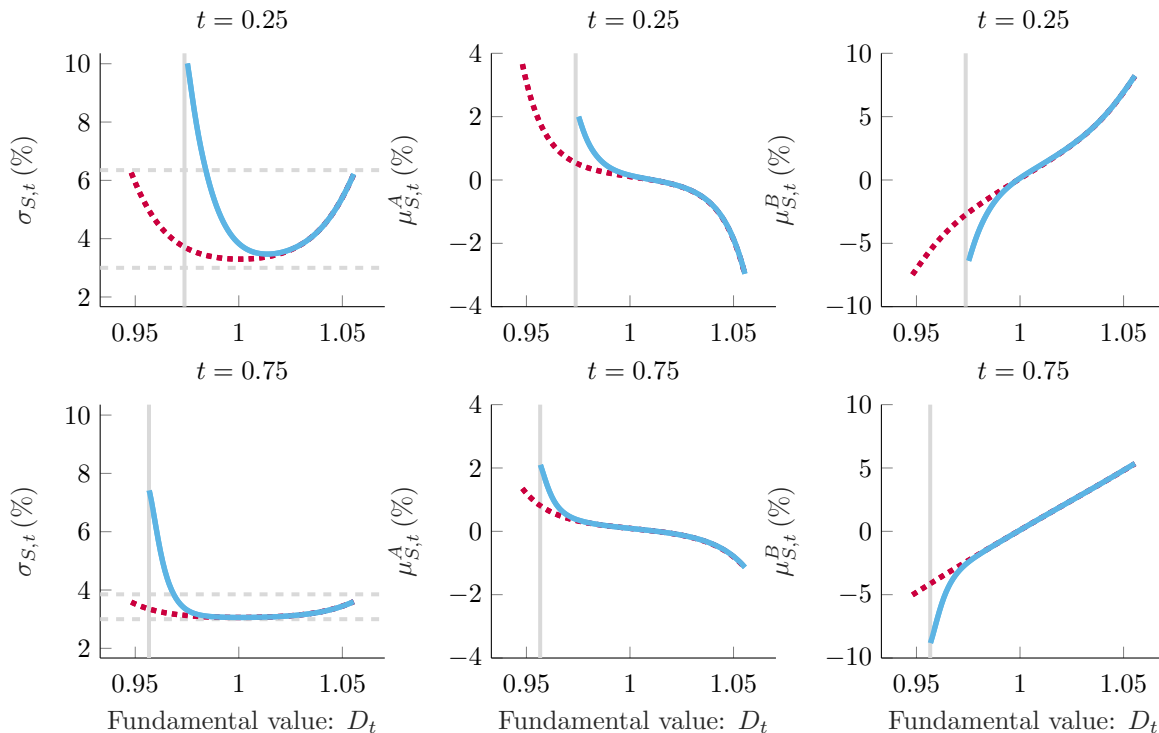 t = 0.25
10
8
6
4
2
0.95 1 1.05
σ_{S,t} (%)
t = 0.25
4
2
0
−2
−4
0.95 1 1.05
μ^A_{S,t} (%)
t = 0.25
10
5
0
−5
−10
0.95 1 1.05
μ^B_{S,t} (%)
t = 0.75
10
8
6
4
2
0.95 1 1.05
σ_{S,t} (%)
Fundamental value: D_t
t = 0.75
4
2
0
−2
−4
0.95 1 1.05
μ^A_{S,t} (%)
Fundamental value: D_t
t = 0.75
10
5
0
−5
−10
0.95 1 1.05
μ^B_{S,t} (%)
Fundamental value: D_t